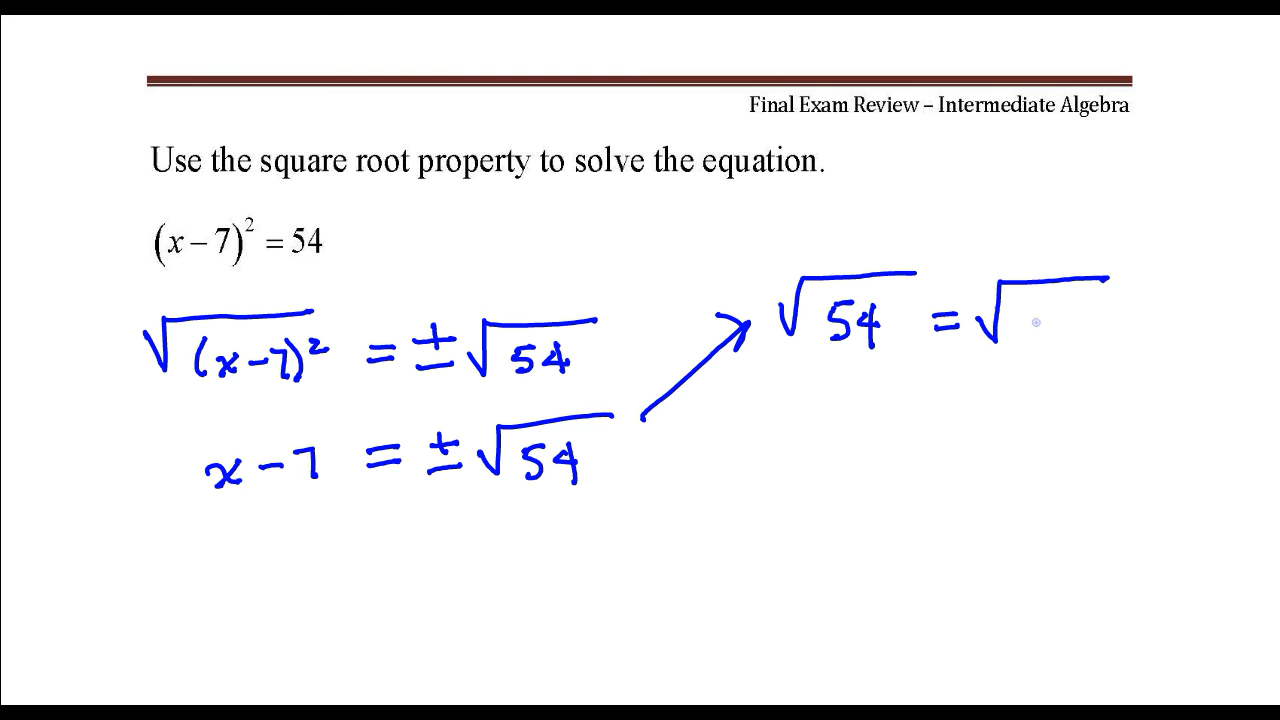 Final Exam Review – Intermediate Algebra
Use the square root property to solve the equation.
(x – 7)² = 54
√(x-7)² = ±√54
x-7 = ±√54
√54 = √